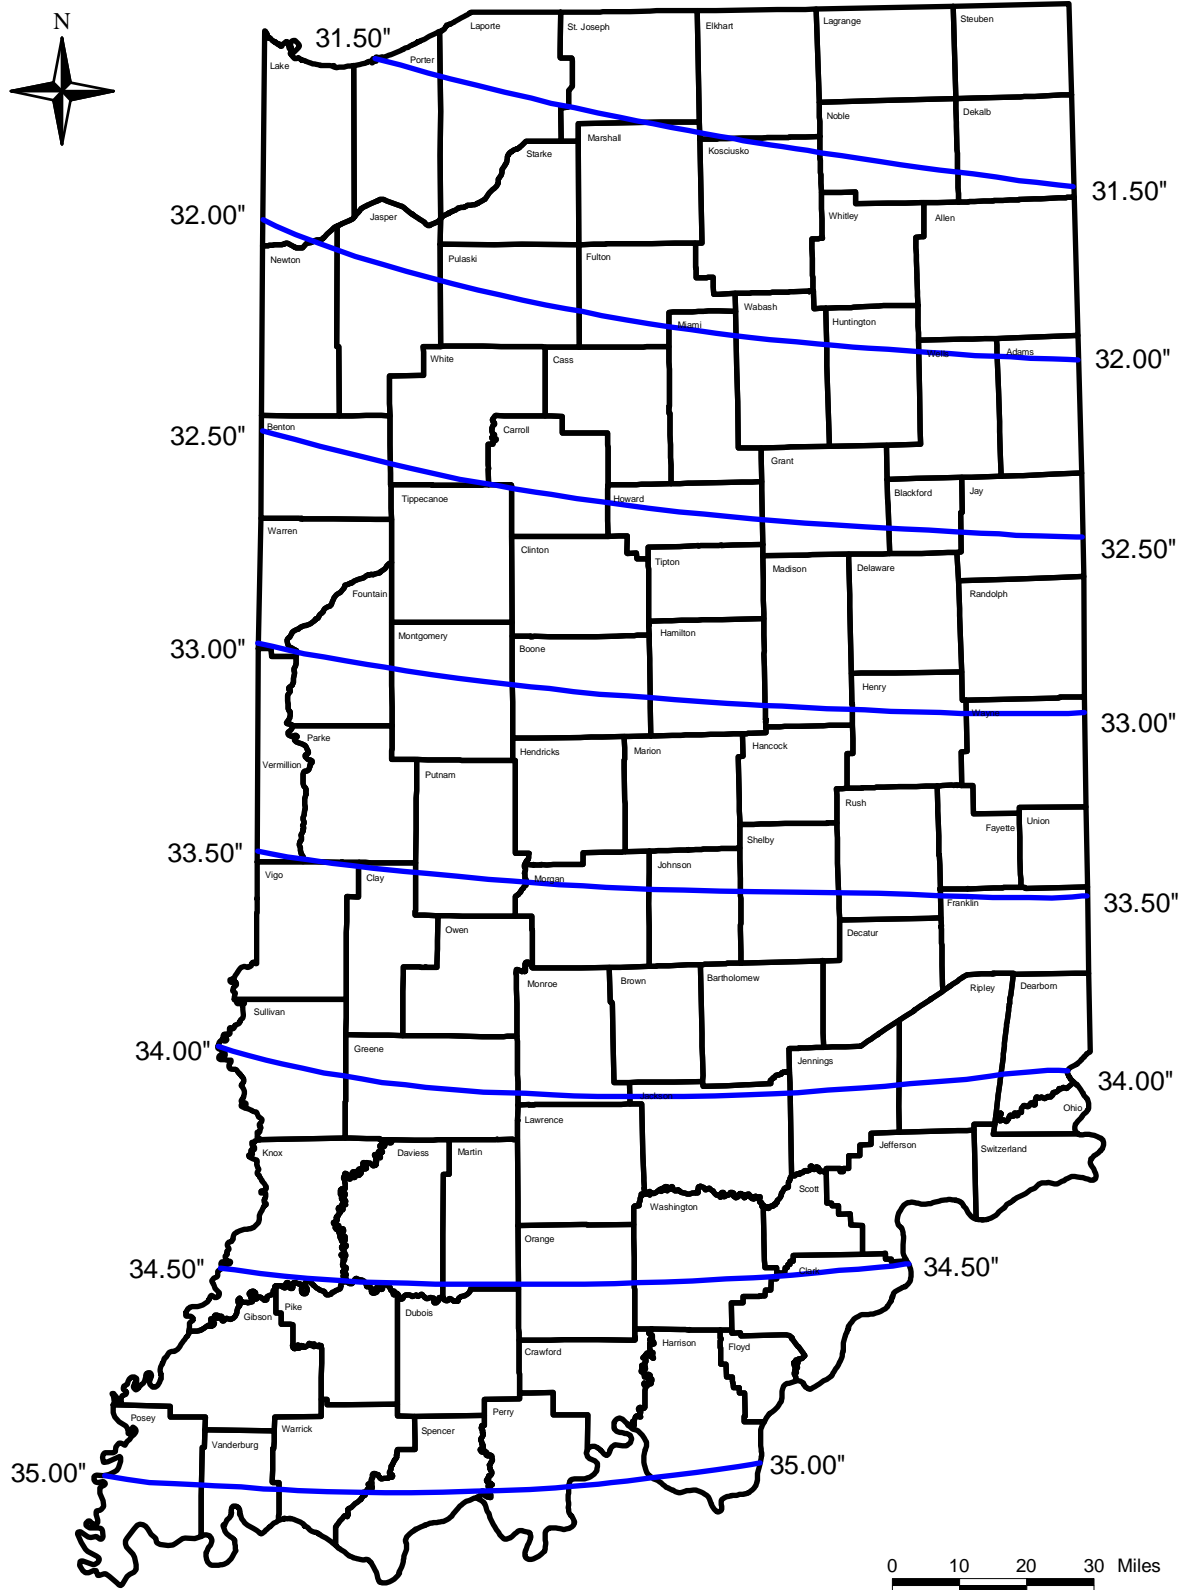 N
Laporte
St. Joseph
Elkhart
Lagrange
Steuben
31.50"
Porter
Lake
Noble
Dekalb
Marshall
Kosciusko
Starke
31.50"
32.00"
Jasper
Whitley
Allen
Newton
Pulaski
Fulton
Wabash
Huntington
Miami
White
Cass
Wells
Adams
32.00"
32.50"
Benton
Carroll
Grant
Tippecanoe
Howard
Blackford
Jay
Warren
Clinton
32.50"
Tipton
Madison
Delaware
Fountain
Randolph
33.00"
Montgomery
Boone
Hamilton
Henry
Wayne
33.00"
Parke
Hendricks
Marion
Hancock
Vermillion
Putnam
Rush
Fayette
Union
33.50"
Shelby
Vigo
Clay
Morgan
Johnson
Franklin
33.50"
Owen
Decatur
Monroe
Brown
Bartholomew
Ripley
Dearborn
Sullivan
34.00"
Greene
Jennings
34.00"
Jackson
Ohio
Lawrence
Knox
Daviess
Martin
Jefferson
Switzerland
Scott
Washington
Orange
34.50"
Clark
34.50"
Gibson
Pike
Dubois
Crawford
Harrison
Floyd
Posey
Vanderburg
Warrick
Spencer
Perry
35.00"
35.00"
0 10 20 30 Miles